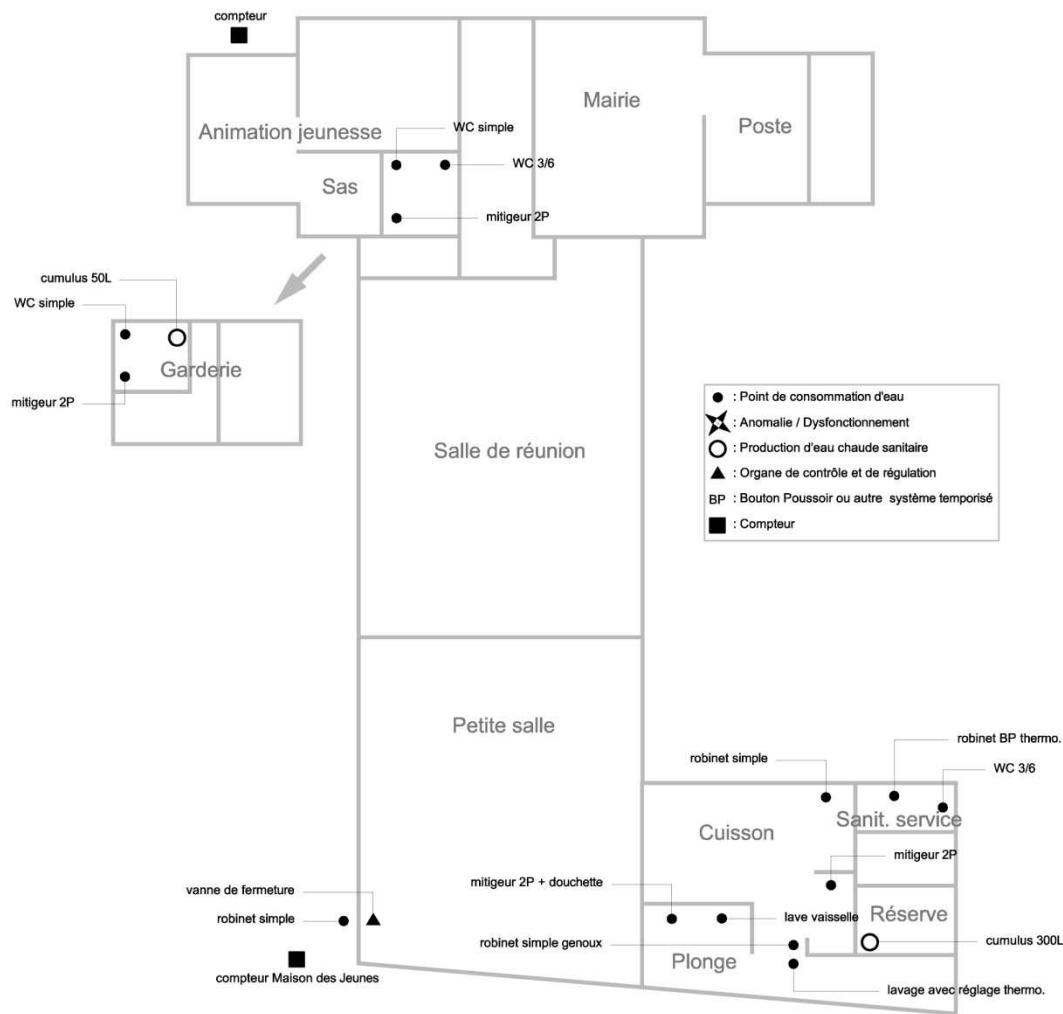 compteur
Mairie
Animation jeunesse
WC simple
Poste
WC 3/6
Sas
mitigeur 2P
cumulus 50L
WC simple
Garderie
mitigeur 2P
Salle de réunion
: Point de consommation d'eau
: Anomalie / Dysfonctionnement
: Production d'eau chaude sanitaire
: Organe de contrôle et de régulation
BP : Bouton Poussoir ou autre système temporisé
: Compteur
Petite salle
robinet BP thermo.
robinet simple
WC 3/6
Sanit. service
Cuisson
mitigeur 2P
vanne de fermeture
mitigeur 2P + douchette
robinet simple
lave vaisselle
Réserve
robinet simple genoux
cumulus 300L
Plonge
compteur Maison des Jeunes
lavage avec réglage thermo.